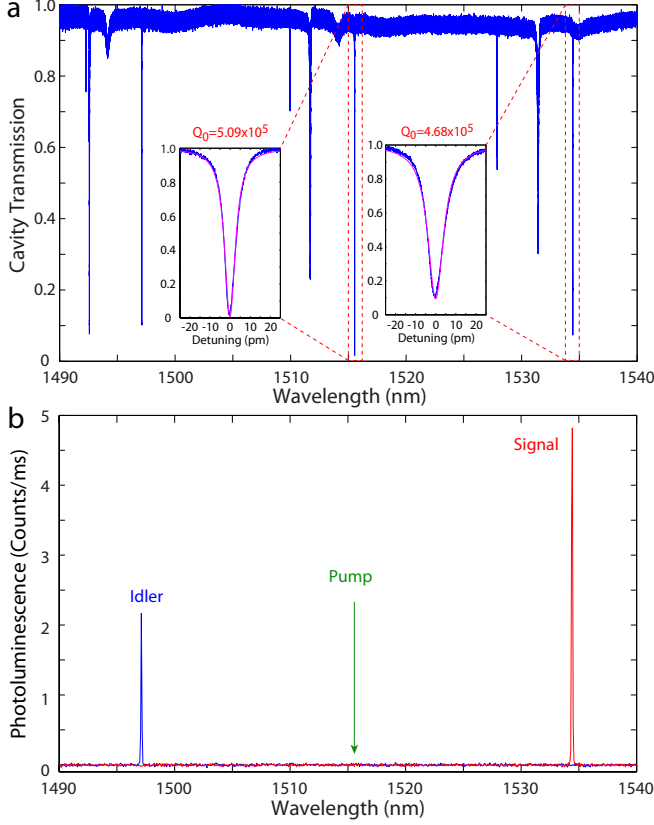 a
Cavity Transmission
1.0
0.8
0.6
0.4
0.2
0
Q₀=5.09x10⁵
1.0
0.8
0.6
0.4
0.2
0
-20 -10 0 10 20
Detuning (pm)
Q₀=4.68x10⁵
1.0
0.8
0.6
0.4
0.2
0
-20 -10 0 10 20
Detuning (pm)
1490 1500 1510 1520 1530 1540
Wavelength (nm)
b
Photoluminescence (Counts/ms)
5
4
3
2
1
0
Signal
Pump
Idler
1490 1500 1510 1520 1530 1540
Wavelength (nm)